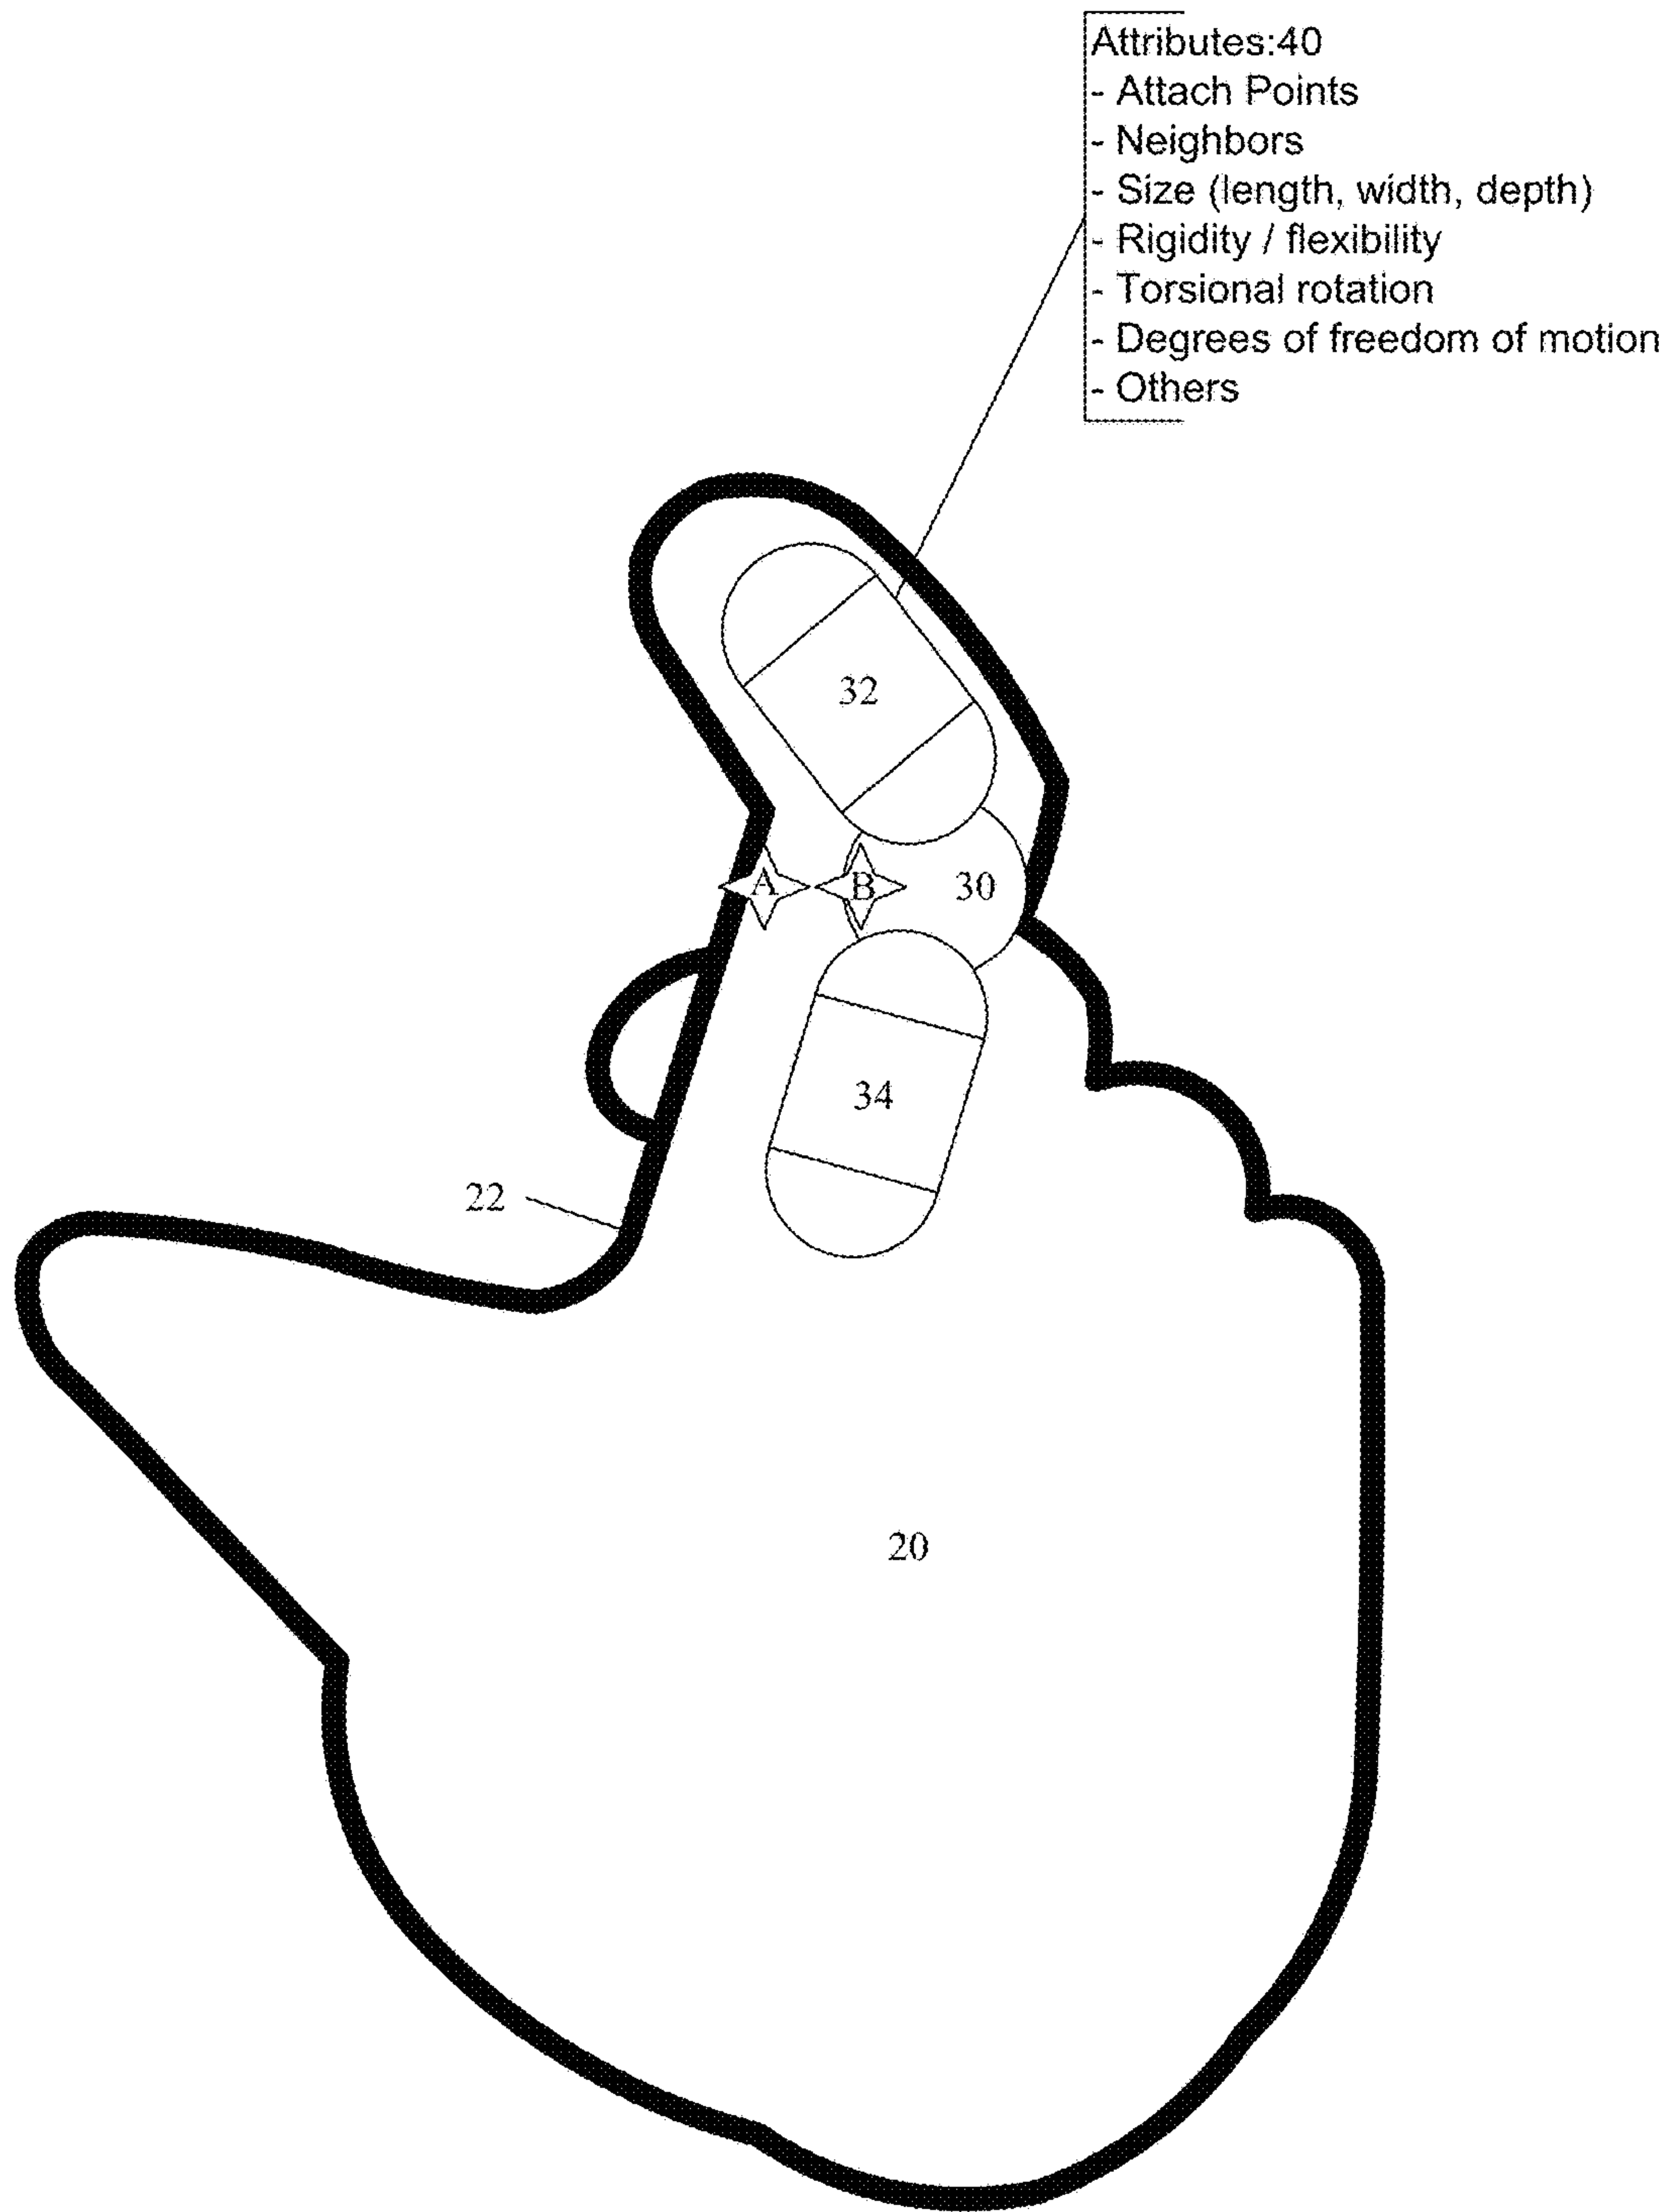 Attributes:40
- Attach Points
- Neighbors
- Size (length, width, depth)
- Rigidity / flexibility
- Torsional rotation
- Degrees of freedom of motion
- Others
32
A
B
30
34
22
20